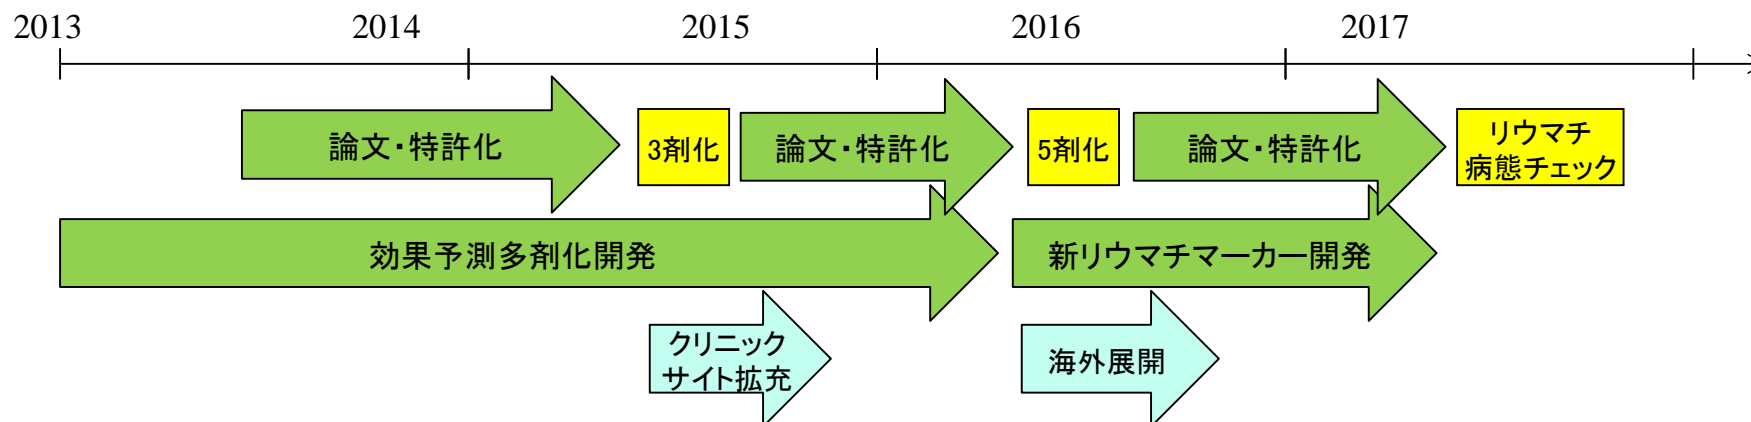 2013
2014
2015
2016
2017
論文・特許化
3剤化
論文・特許化
5剤化
論文・特許化
リウマチ
病態チェック
効果予測多剤化開発
新リウマチマーカー開発
クリニック
サイト拡充
海外展開